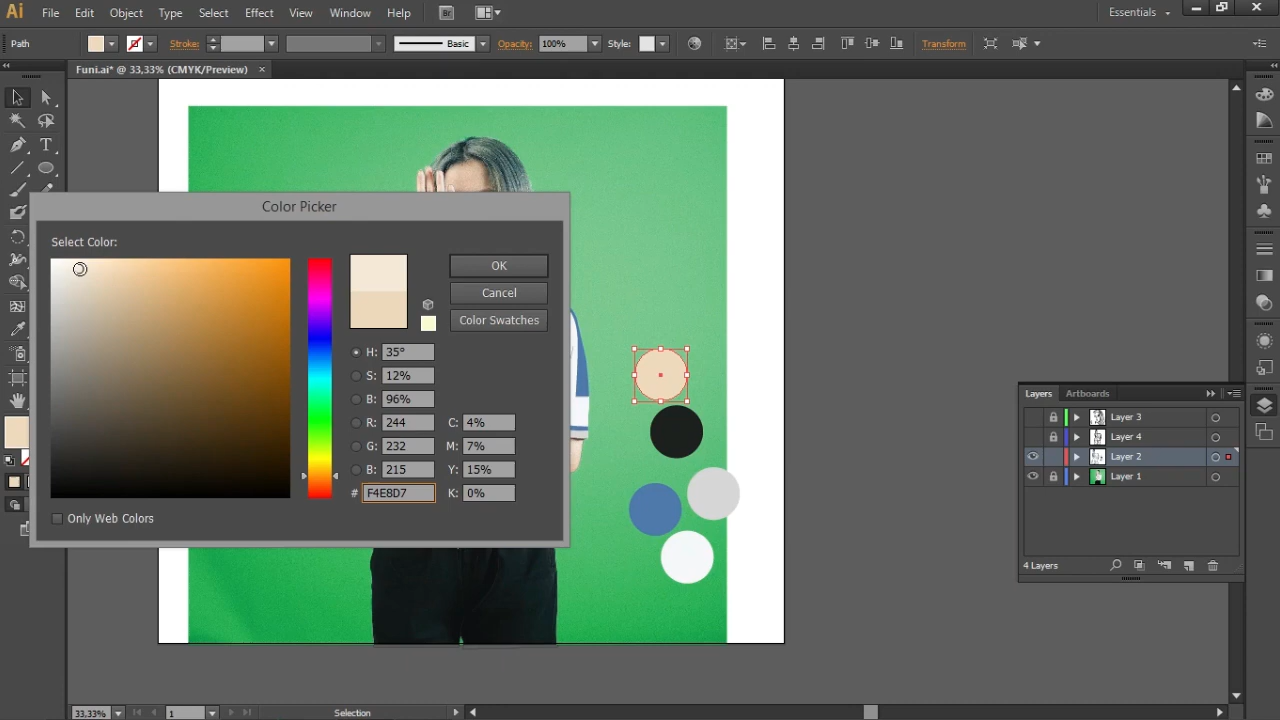 Ai File Edit Object Type Select Effect View Window Help Br Essentials
Path Stroke: Basic Opacity: 100% Style: Transform
Funi.ai* @ 33,33% (CMYK/Preview)
Color Picker
Select Color:
OK
Cancel
Color Swatches
H: 35°
S: 12%
B: 96%
R: 244 C: 4%
G: 232 M: 7%
B: 215 Y: 15%
# F4E8D7 K: 0%
Only Web Colors
Layers Artboards
Layer 3
Layer 4
Layer 2
Layer 1
4 Layers
33,33% 1 Selection